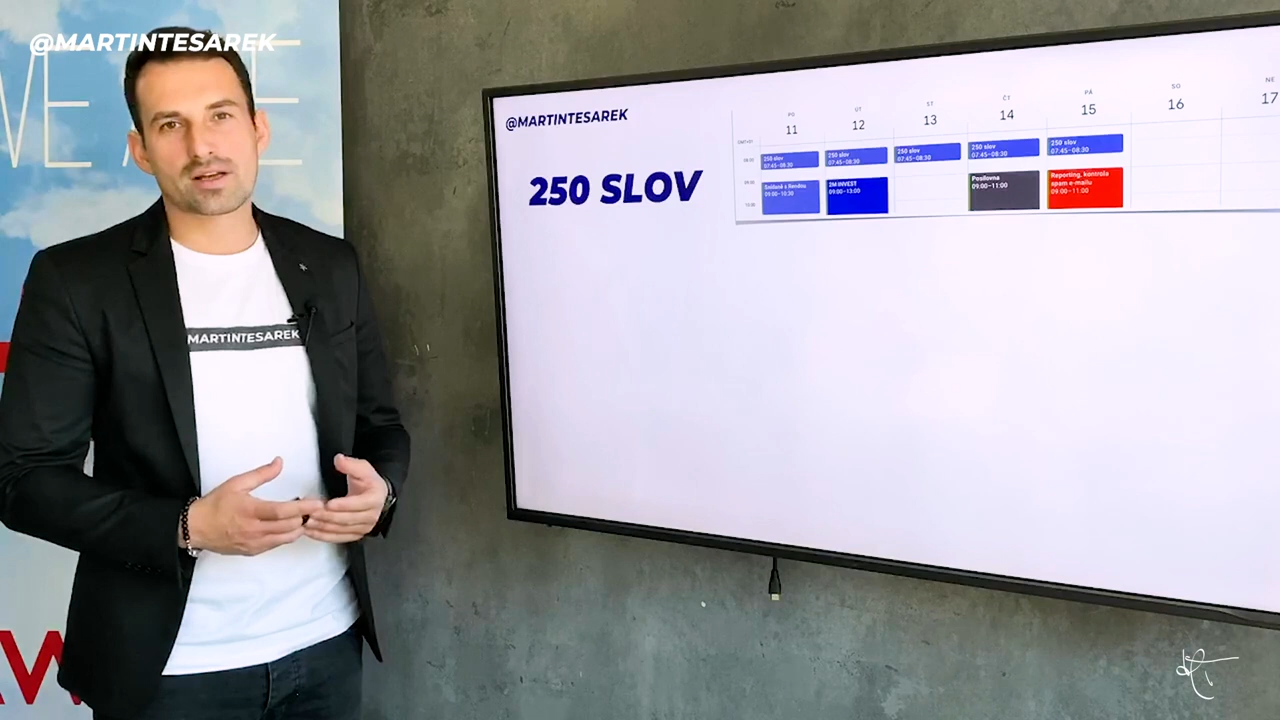 @MARTINTESAREK
MARTINTESAREK
@MARTINTESAREK
250 SLOV
PO
ÚT
ST
ČT
PÁ
SO
NE
11
12
13
14
15
16
17
250 slov
07:45–08:30
250 slov
07:45–08:30
250 slov
07:45–08:30
250 slov
07:45–08:30
250 slov
07:45–08:30
09:00–10:30
2M INVEST
09:00–13:00
Posilovna
09:00–11:00
Reporting, kontrola
spam e-mailu
09:00–11:00